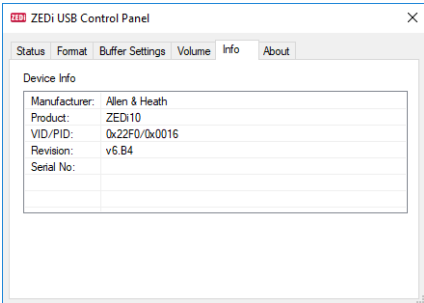 ZEDi ZEDi USB Control Panel
Status Format Buffer Settings Volume Info About
Device Info
Manufacturer: Allen & Heath
Product: ZEDi10
VID/PID: 0x22F0/0x0016
Revision: v6.B4
Serial No: